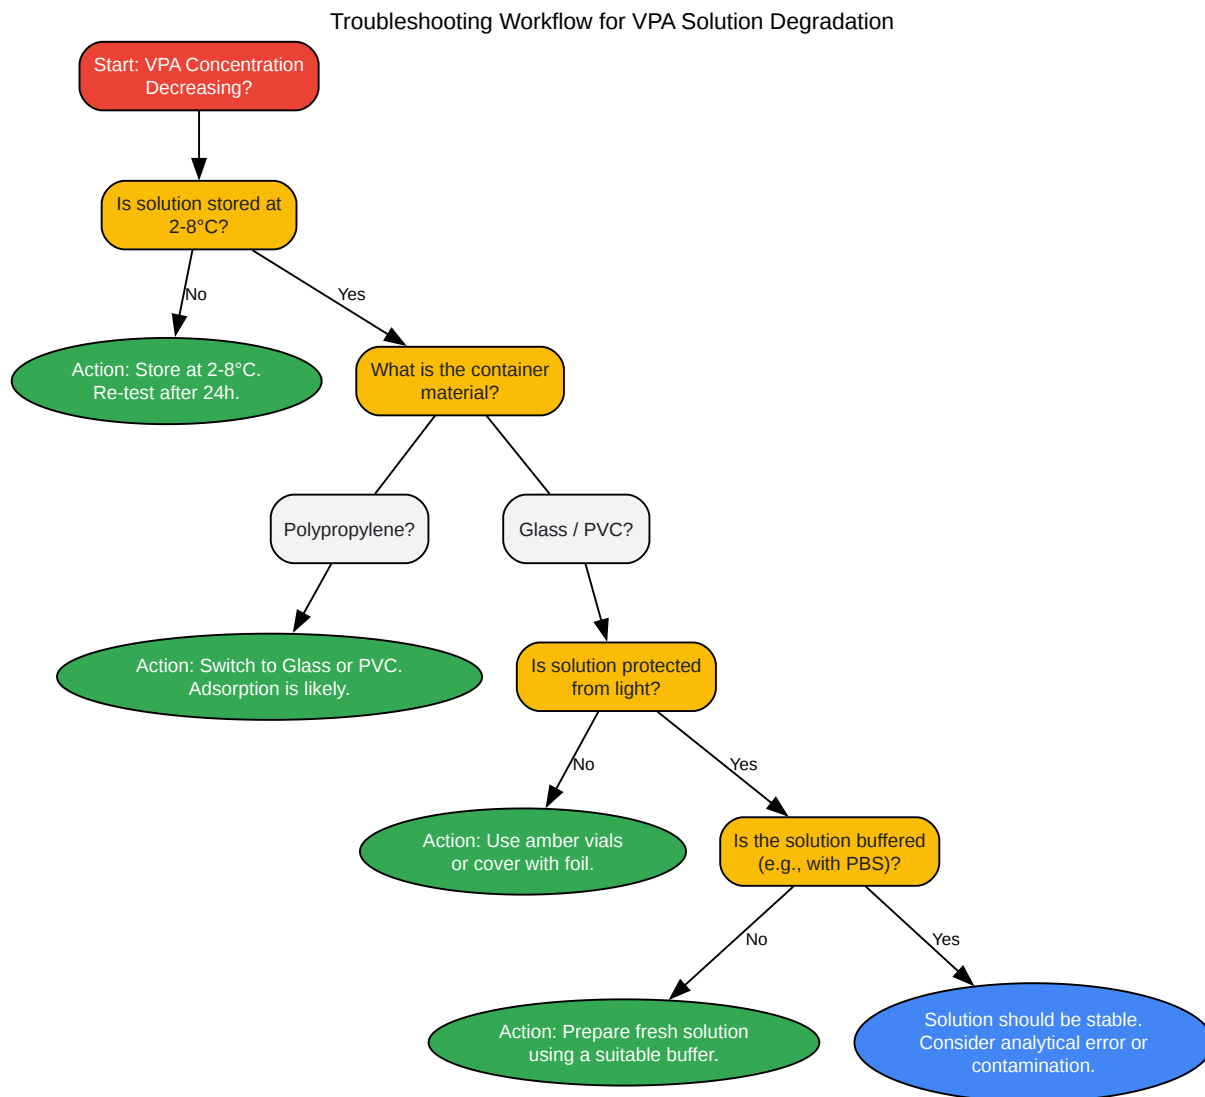 Troubleshooting Workflow for VPA Solution Degradation
Start: VPA Concentration
Decreasing?
Is solution stored at
2-8°C?
No
Yes
Action: Store at 2-8°C.
Re-test after 24h.
What is the container
material?
Polypropylene?
Glass / PVC?
Action: Switch to Glass or PVC.
Adsorption is likely.
Is solution protected
from light?
No
Yes
Action: Use amber vials
or cover with foil.
Is the solution buffered
(e.g., with PBS)?
No
Yes
Action: Prepare fresh solution
using a suitable buffer.
Solution should be stable.
Consider analytical error or
contamination.